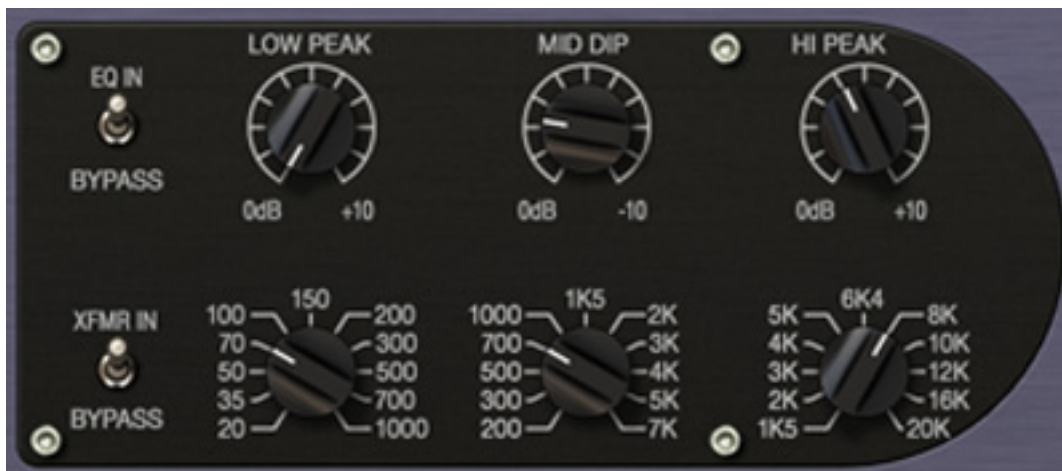 LOW PEAK
MID DIP
HI PEAK
EQ IN
BYPASS
0dB +10
0dB -10
0dB +10
XFMR IN
BYPASS
150
100 200
70 300
50 500
35 700
20 1000
1K5
1000 2K
700 3K
500 4K
300 5K
200 7K
6K4
5K 8K
4K 10K
3K 12K
2K 16K
1K5 20K